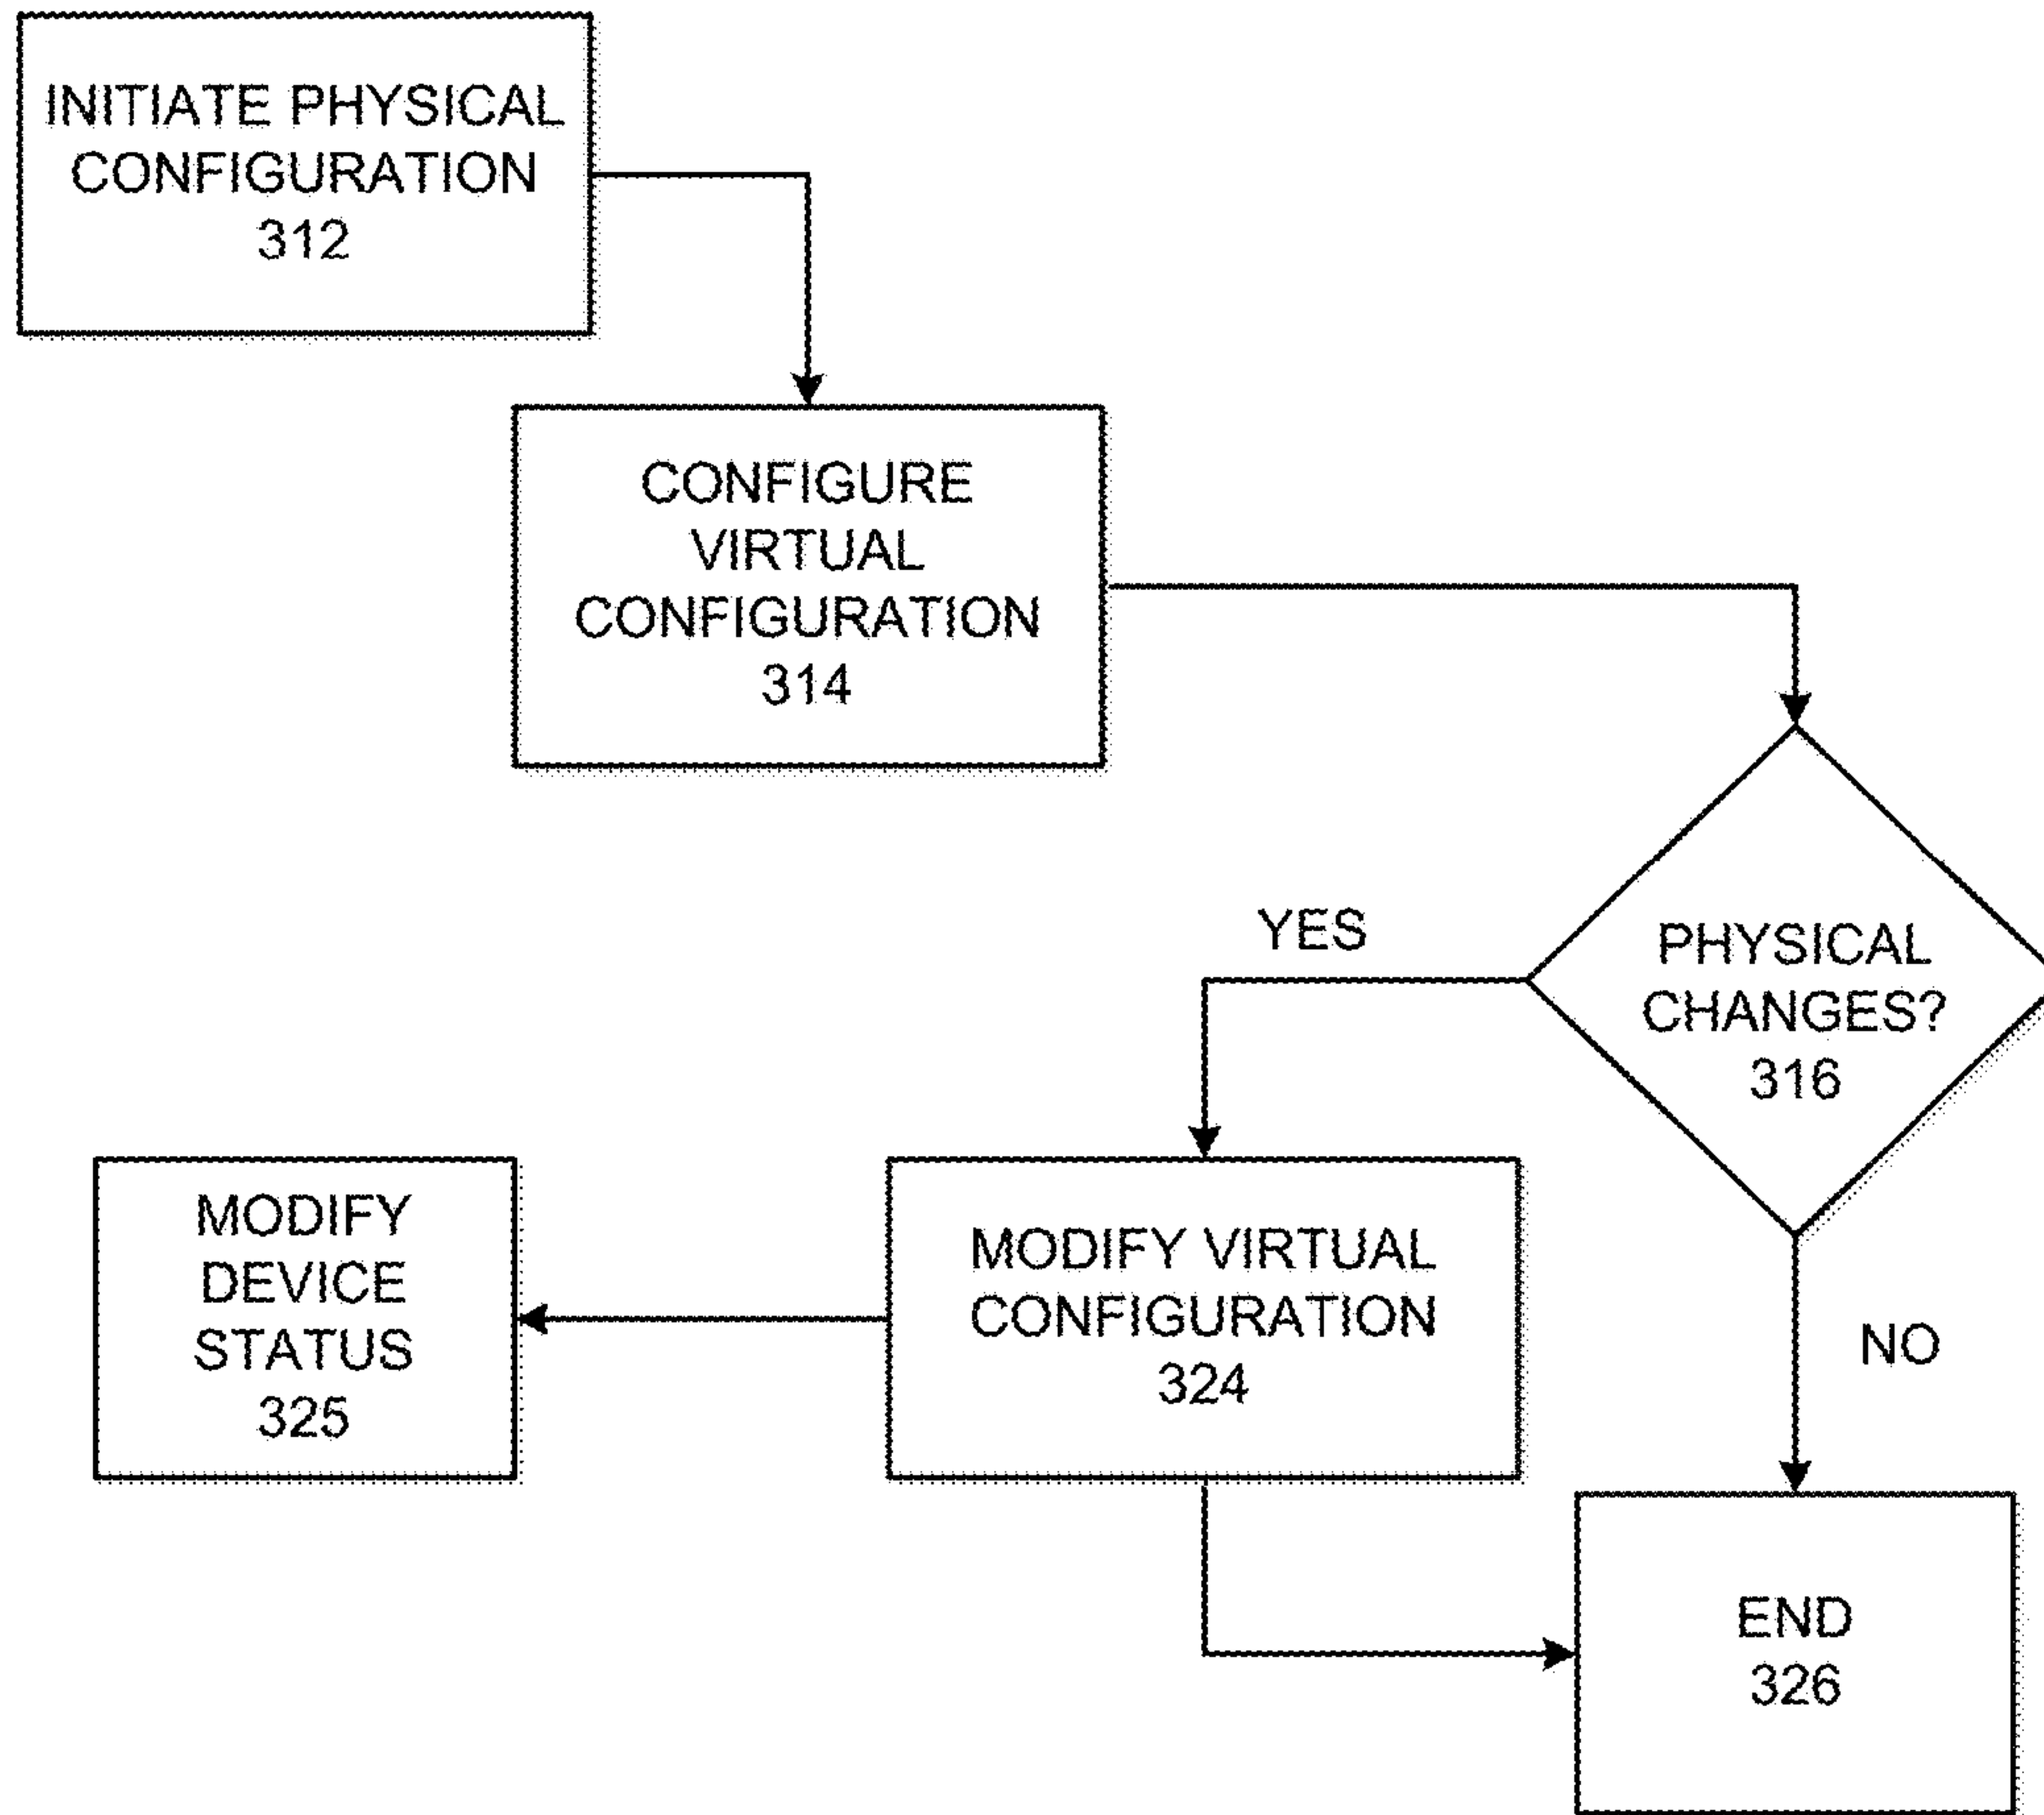 INITIATE PHYSICAL
CONFIGURATION
312
CONFIGURE
VIRTUAL
CONFIGURATION
314
YES
PHYSICAL
CHANGES?
316
MODIFY
DEVICE
STATUS
325
MODIFY VIRTUAL
CONFIGURATION
324
NO
END
326